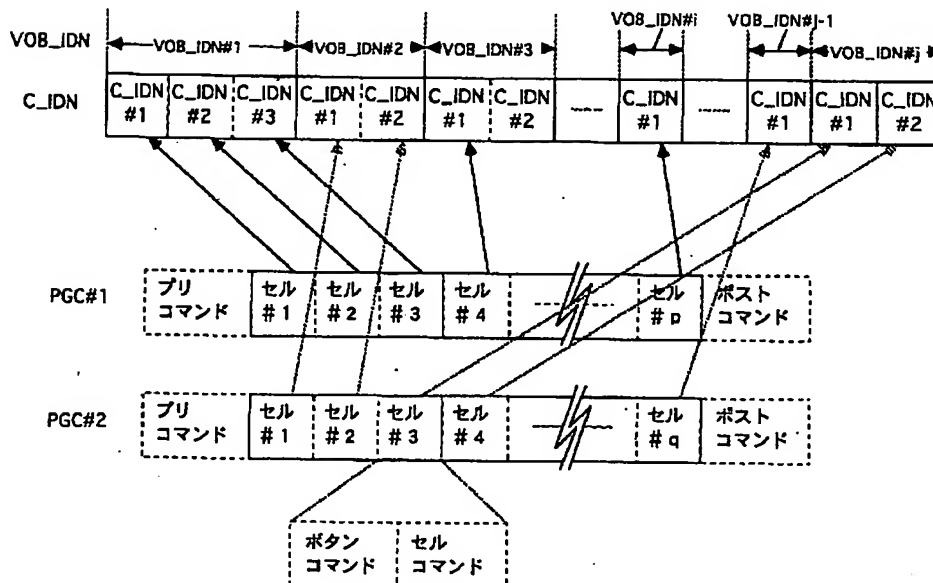 VOB_IDN
VOB_IDN#1
VOB_IDN#2
VOB_IDN#3
VOB_IDN#i
VOB_IDN#j-1
VOB_IDN#j
C_IDN
C_IDN #1
C_IDN #2
C_IDN #3
C_IDN #1
C_IDN #2
C_IDN #1
C_IDN #2
C_IDN #1
C_IDN #1
C_IDN #1
C_IDN #2
PGC#1
プリ
コマンド
セル
#1
セル
#2
セル
#3
セル
#4
セル
#p
ポスト
コマンド
PGC#2
プリ
コマンド
セル
#1
セル
#2
セル
#3
セル
#4
セル
#q
ポスト
コマンド
ボタン
コマンド
セル
コマンド